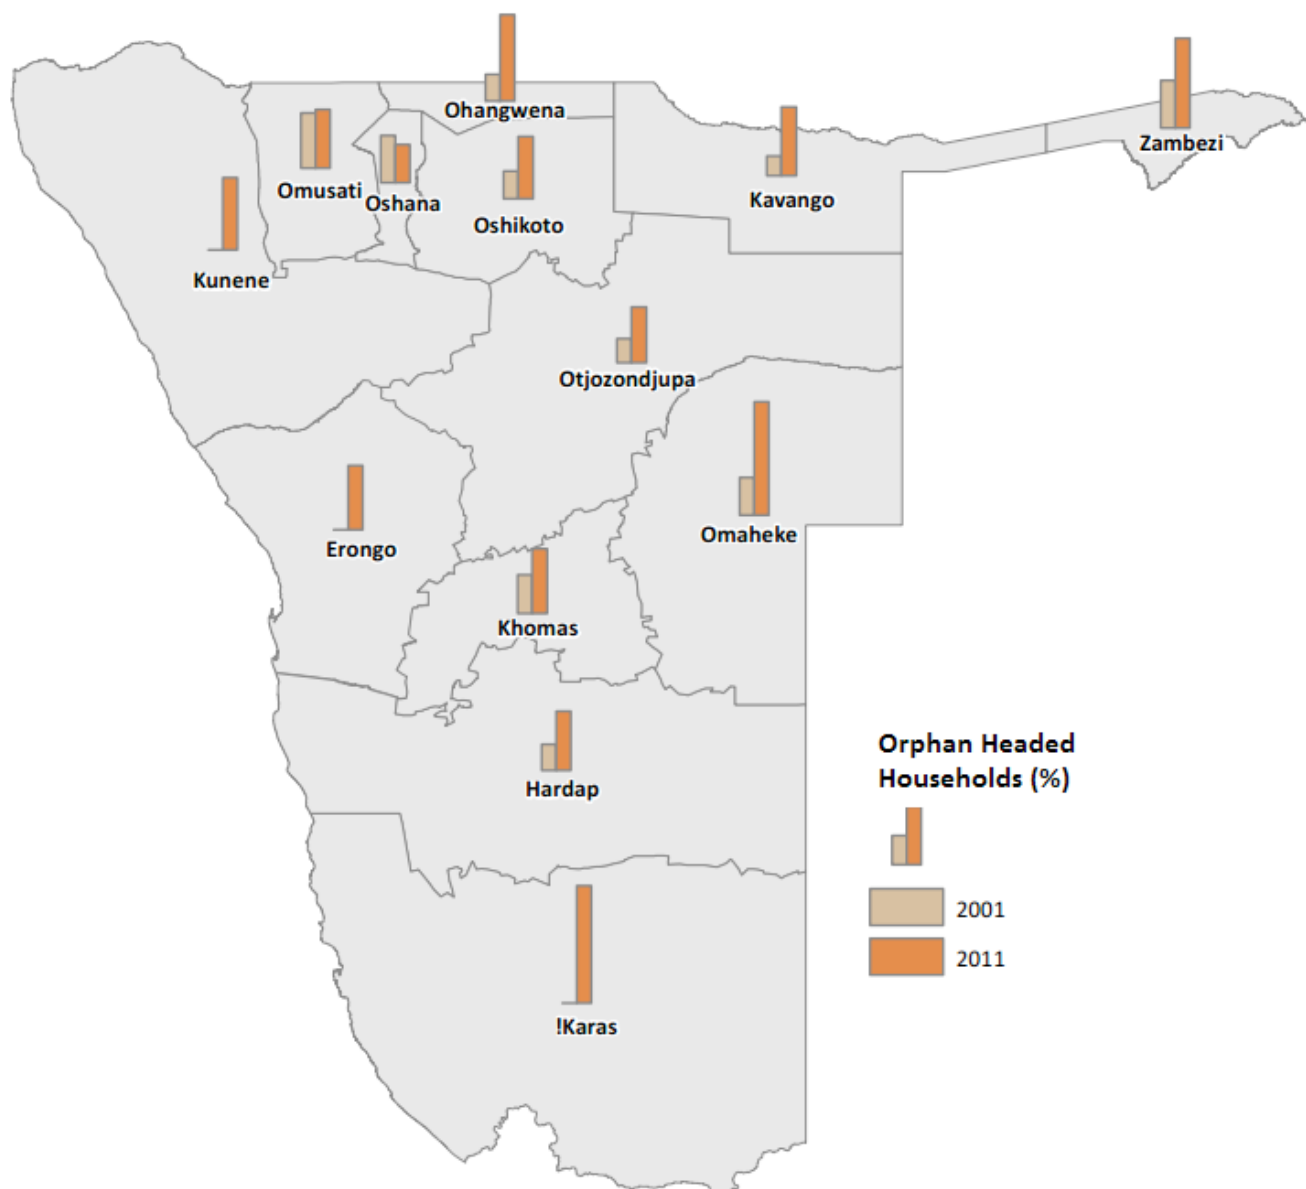 Ohangwena
Zambezi
Omusati
Oshana
Kavango
Oshikoto
Kunene
Otjozondjupa
Omaheke
Erongo
Khomas
Hardap
!Karas
Orphan Headed
Households (%)
2001
2011